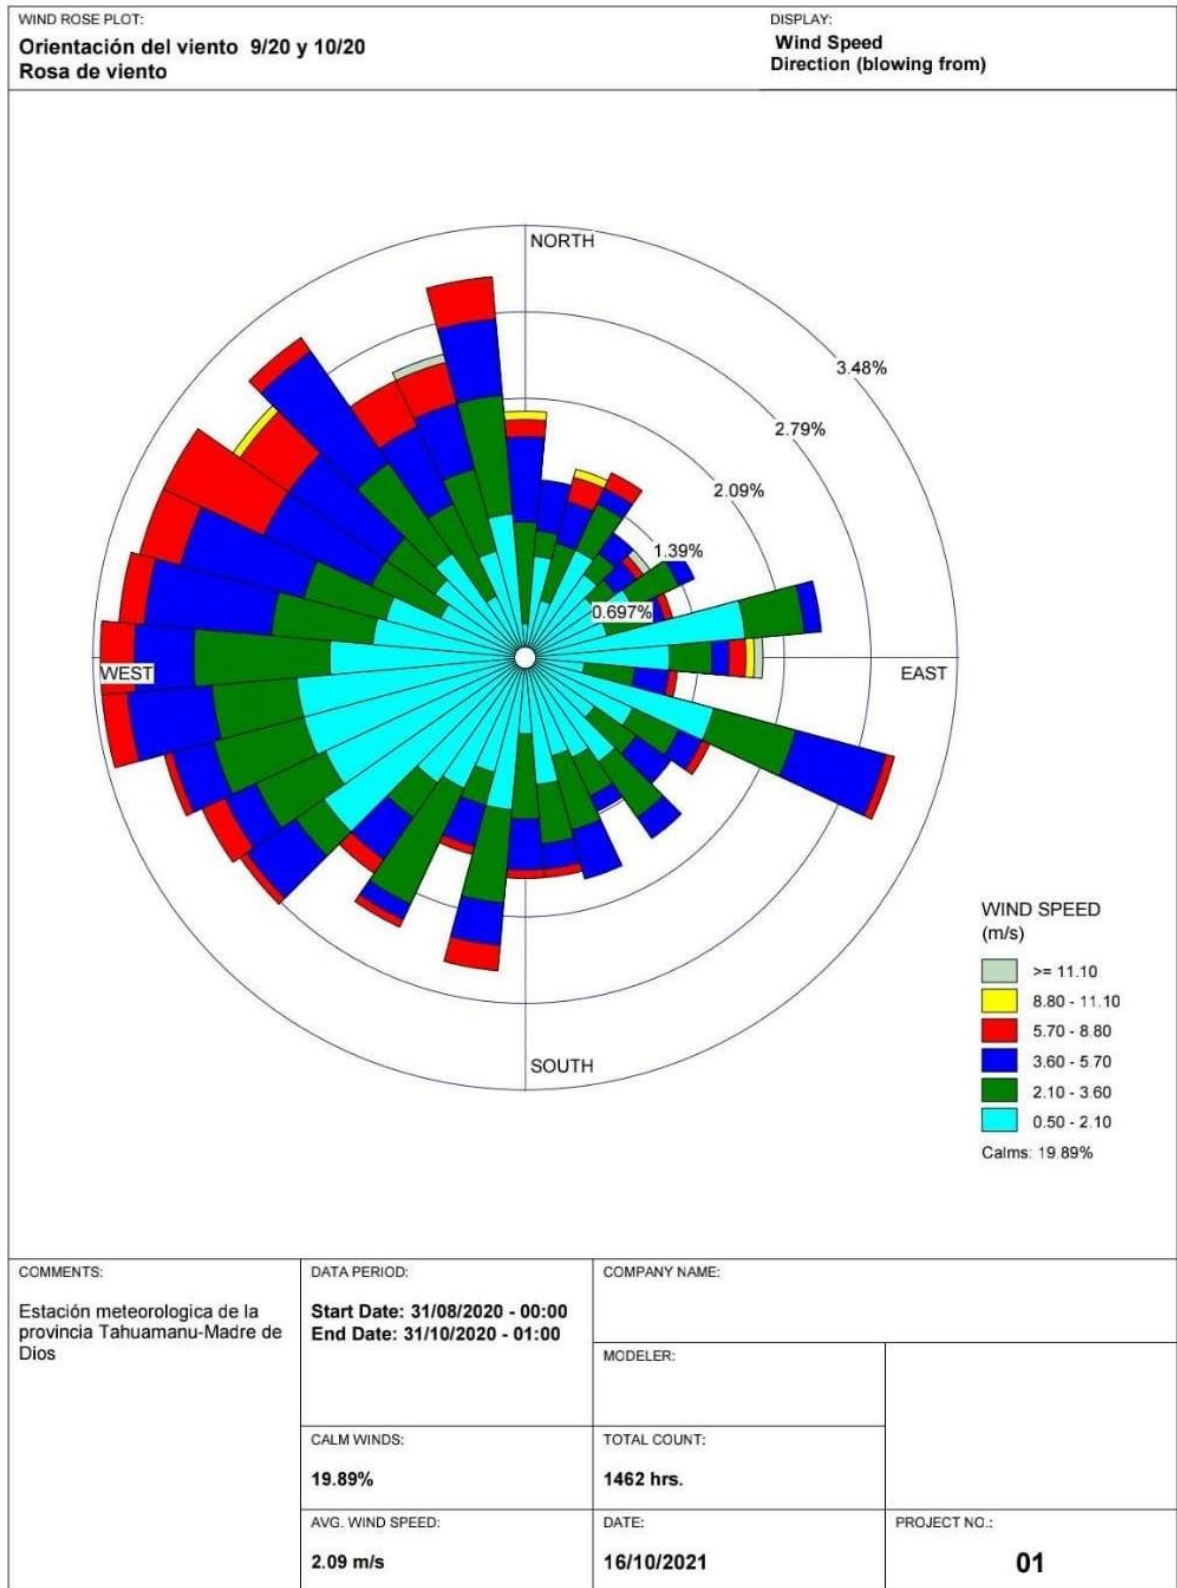 WIND ROSE PLOT:
Orientación del viento 9/20 y 10/20
Rosa de viento
DISPLAY:
Wind Speed
Direction (blowing from)
NORTH
3.48%
2.79%
2.09%
1.39%
0.697%
WEST
EAST
SOUTH
WIND SPEED
(m/s)
>= 11.10
8.80 - 11.10
5.70 - 8.80
3.60 - 5.70
2.10 - 3.60
0.50 - 2.10
Calms: 19.89%
COMMENTS:
Estación meteorologica de la
provincia Tahuamanu-Madre de
Dios
DATA PERIOD:
Start Date: 31/08/2020 - 00:00
End Date: 31/10/2020 - 01:00
COMPANY NAME:
MODELER:
CALM WINDS:
19.89%
TOTAL COUNT:
1462 hrs.
AVG. WIND SPEED:
2.09 m/s
DATE:
16/10/2021
PROJECT NO.:
01